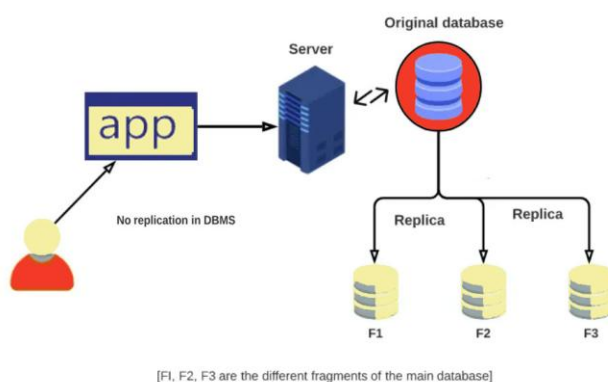 Original database
Server
app
No replication in DBMS
Replica
Replica
F1
F2
F3
[FI, F2, F3 are the different fragments of the main database]